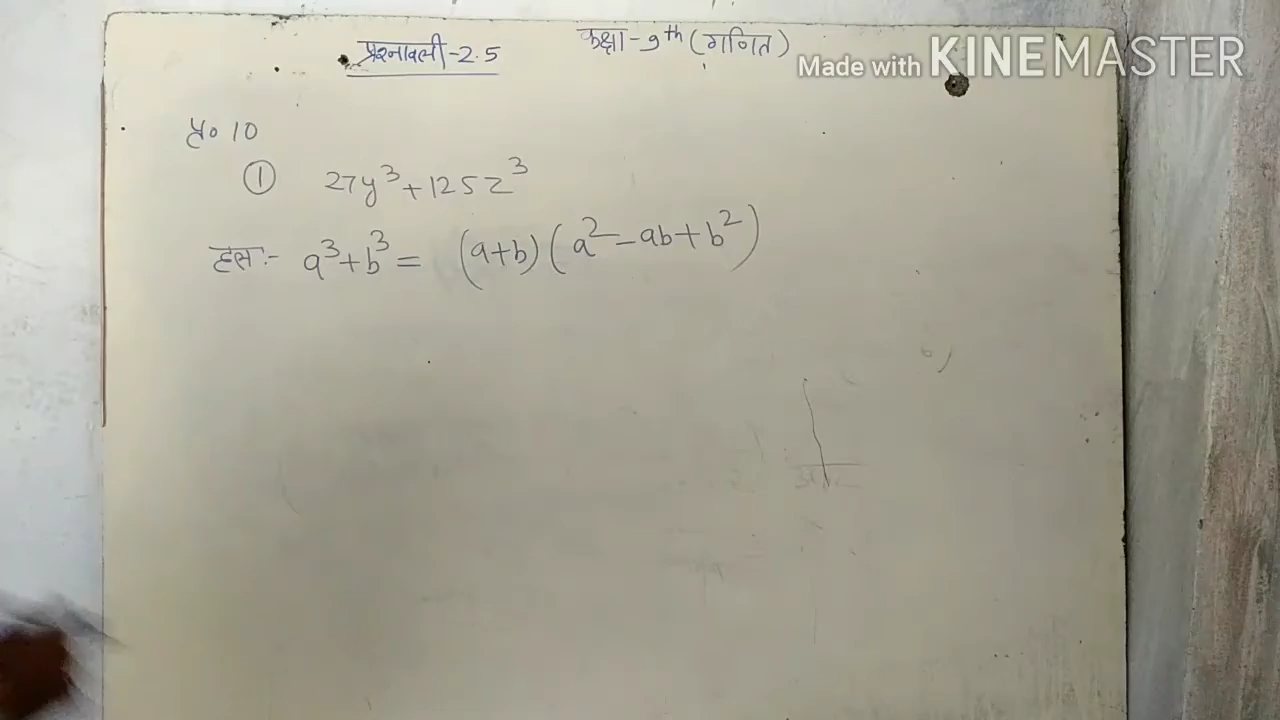 प्रश्नावली-2.5
कक्षा-9th (गणित)
Made with KINEMASTER
प्र० 10
① 27y³+125z³
हल:- a³+b³= (a+b)(a²-ab+b²)